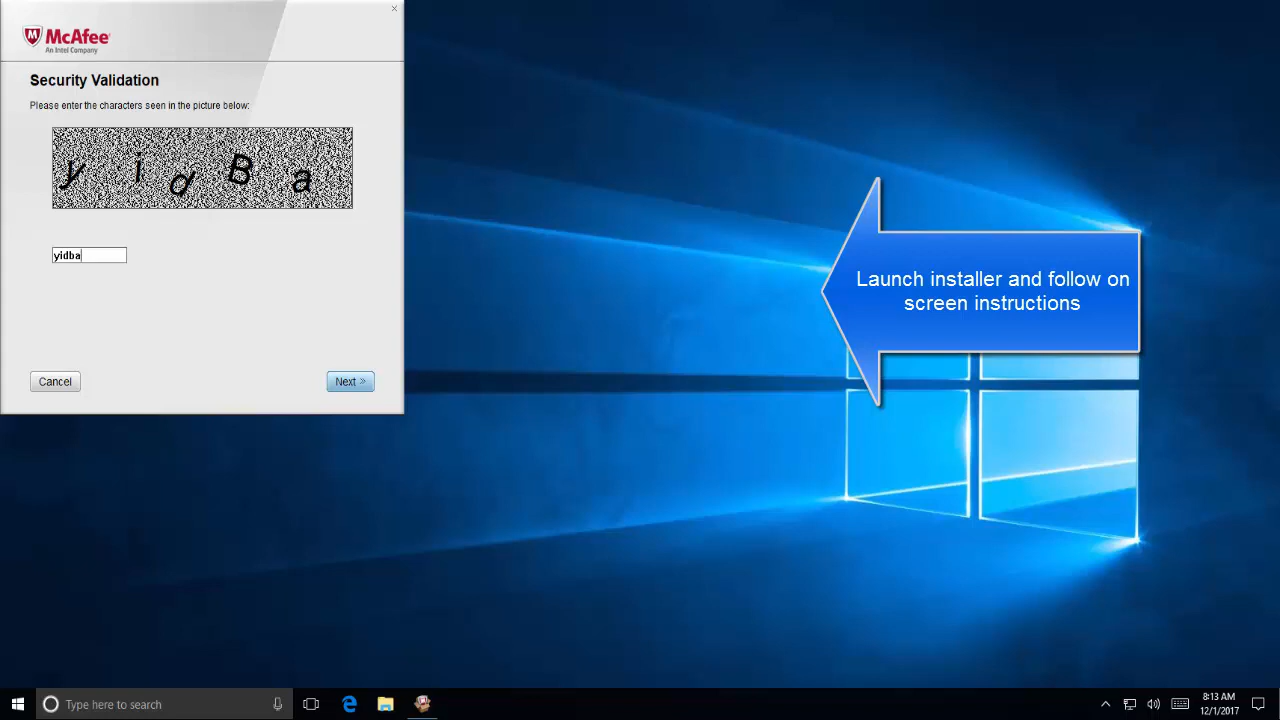 McAfee
An Intel Company
Security Validation
Please enter the characters seen in the picture below:
y i d B a
yidba
Cancel
Next »
Launch installer and follow on
screen instructions
Type here to search
8:13 AM
12/1/2017